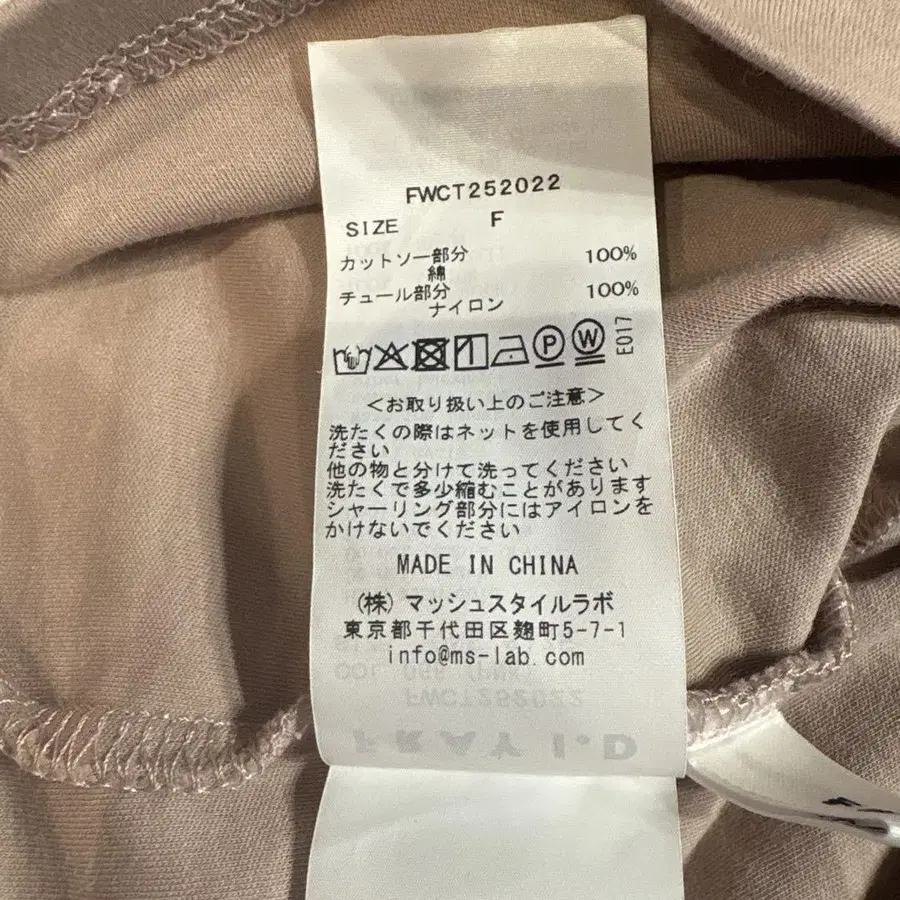 FWCT252022
SIZE F
カットソー部分 100%
綿
チュール部分 100%
ナイロン
P W E017
＜お取り扱い上のご注意＞
洗たくの際はネットを使用してく
ださい
他の物と分けて洗ってください
洗たくで多少縮むことがあります
シャーリング部分にはアイロンを
かけないでください
MADE IN CHINA
(株) マッシュスタイルラボ
東京都千代田区麹町5-7-1
info@ms-lab.com
FWCT252022
FRAY I.D